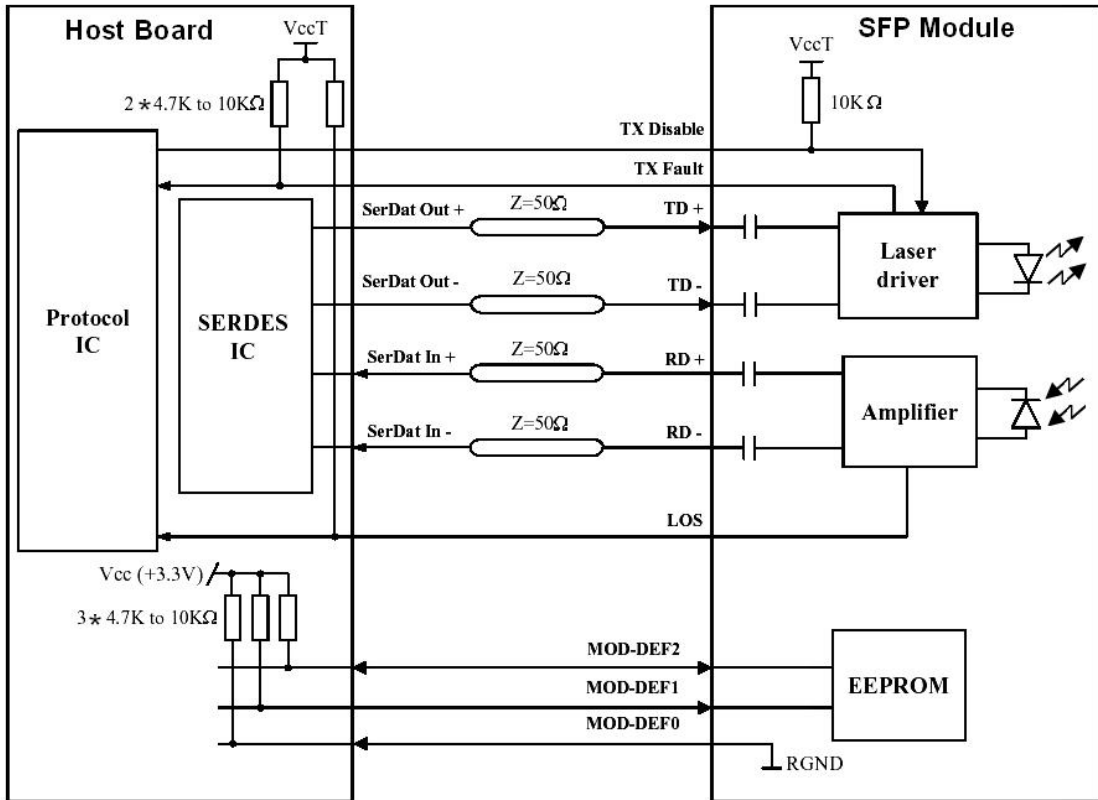 Host Board
SFP Module
VccT
VccT
2 * 4.7K to 10KΩ
10K Ω
TX Disable
TX Fault
SerDat Out +
Z=50Ω
TD +
Laser
driver
SerDat Out -
Z=50Ω
TD -
Protocol
IC
SERDES
IC
SerDat In +
Z=50Ω
RD +
Amplifier
SerDat In -
Z=50Ω
RD -
LOS
Vcc (+3.3V)
3 * 4.7K to 10KΩ
MOD-DEF2
EEPROM
MOD-DEF1
MOD-DEF0
RGND